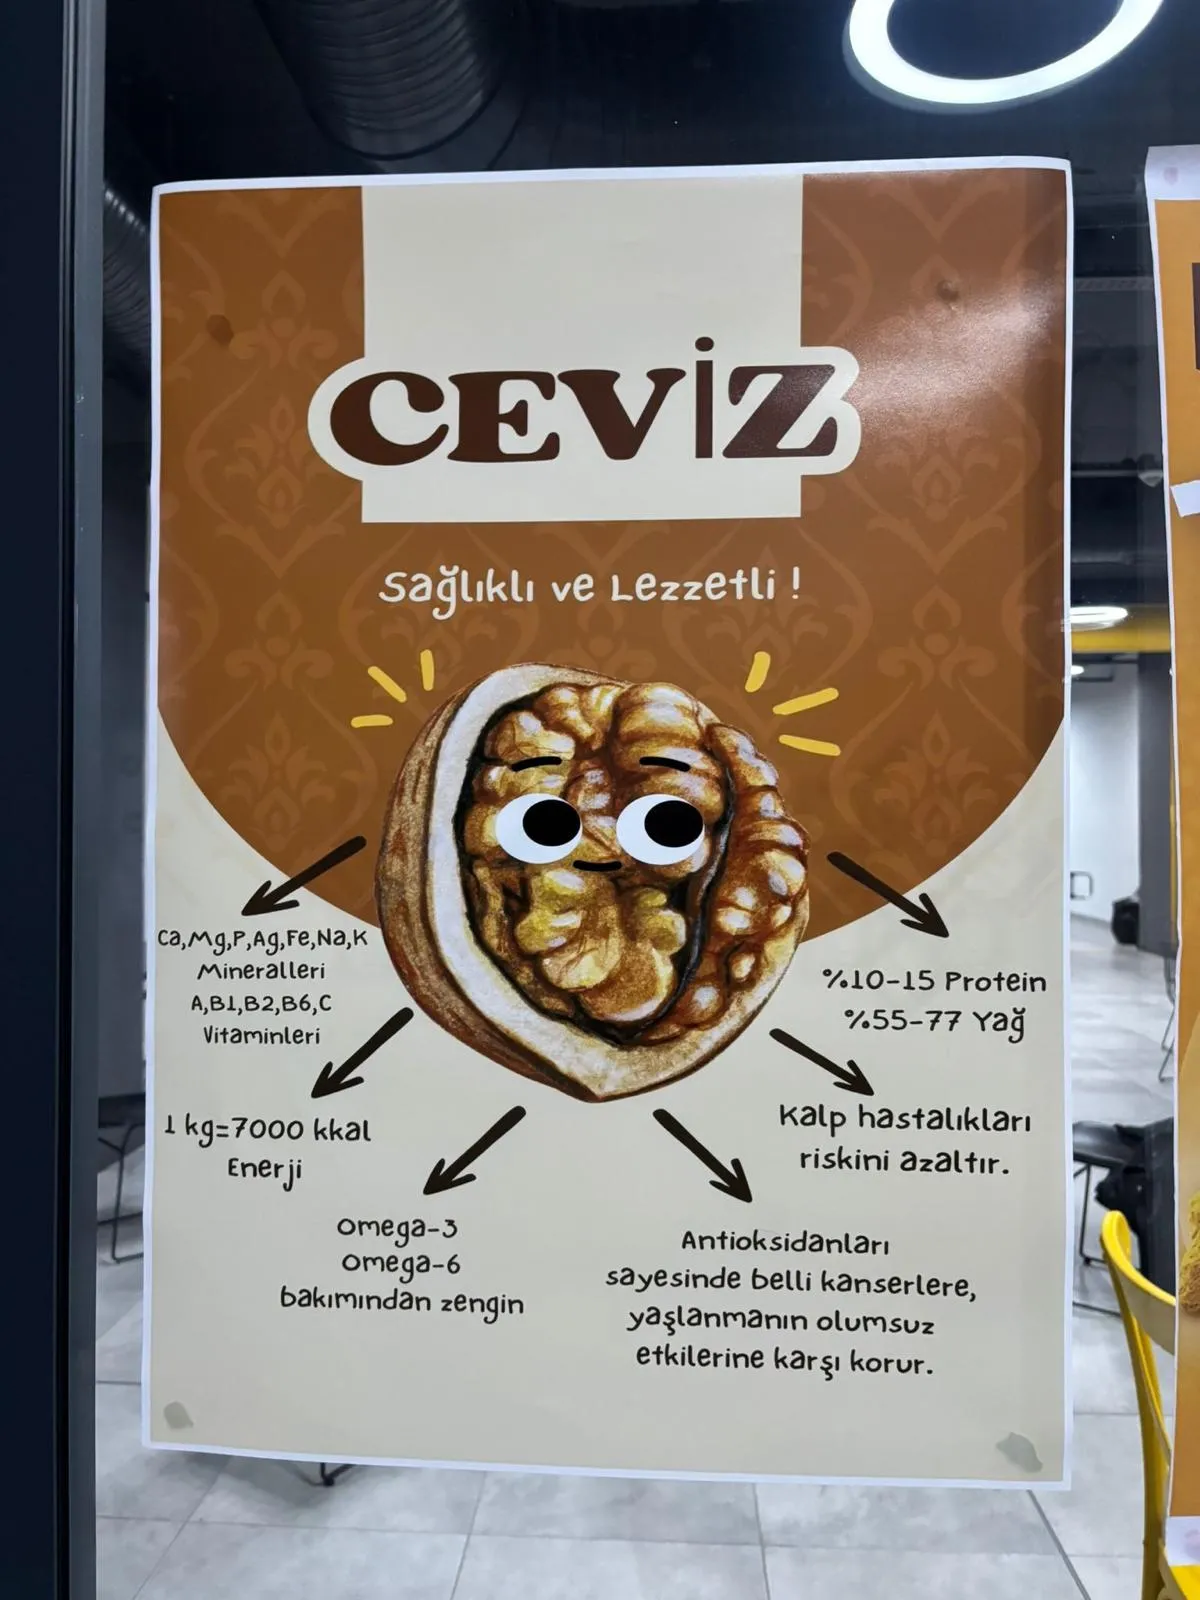 CEVİZ
Sağlıklı ve Lezzetli !
Ca,Mg,P,Ag,Fe,Na,K
Mineralleri
A,B1,B2,B6,C
Vitaminleri
%10-15 Protein
%55-77 Yağ
1 kg=7000 kkal
Enerji
Kalp hastalıkları
riskini azaltır.
Omega-3
Omega-6
bakımından zengin
Antioksidanları
sayesinde belli kanserlere,
yaşlanmanın olumsuz
etkilerine karşı korur.